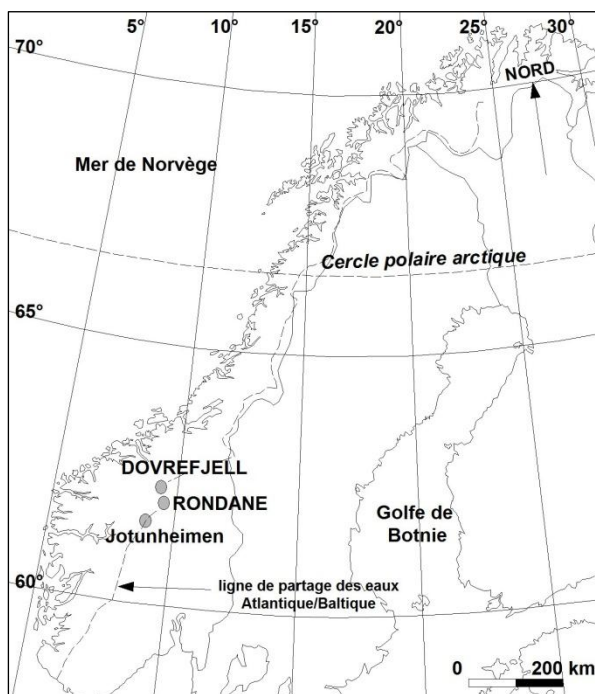 5° 10° 15° 20° 25° 30°
70°
NORD
Mer de Norvège
Cercle polaire arctique
65°
DOVREFJELL
RONDANE
Jotunheimen
Golfe de
Botnie
60°
ligne de partage des eaux
Atlantique/Baltique
0 200 km